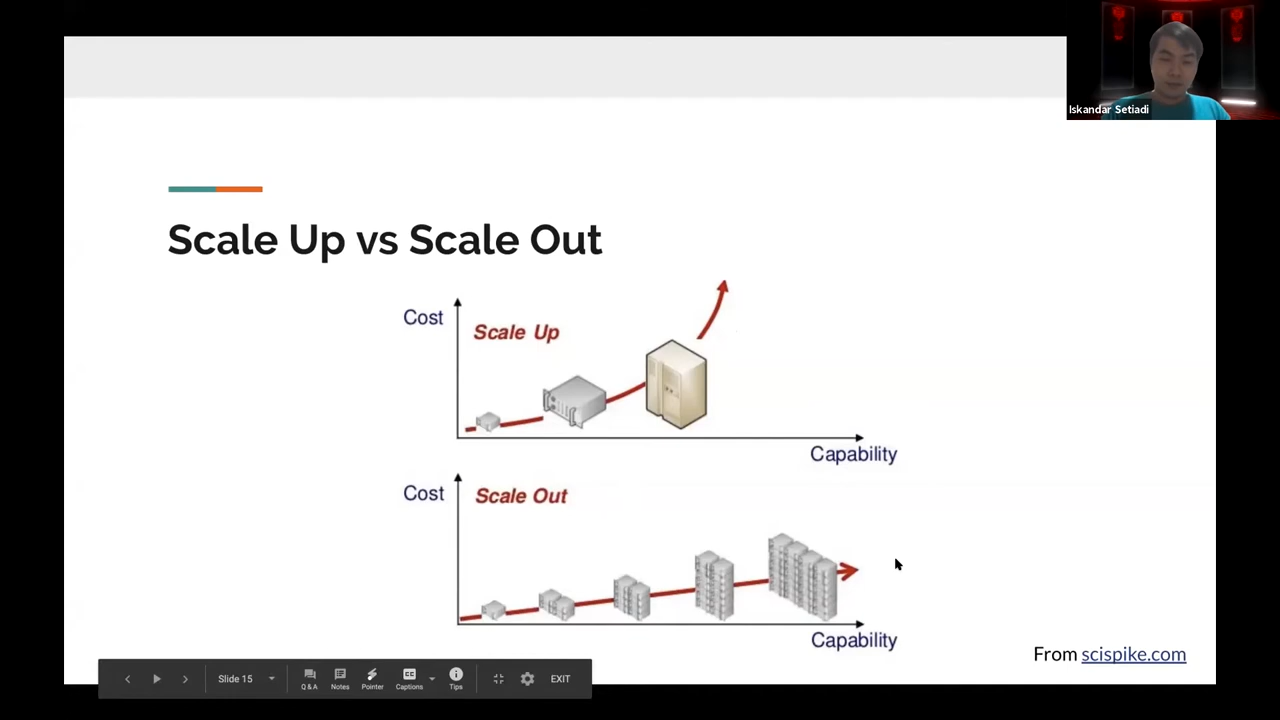 Iskandar Setiadi
Scale Up vs Scale Out
Cost
Scale Up
Capability
Cost
Scale Out
Capability
From scispike.com
Slide 15
Q & A
Notes
Pointer
Captions
Tips
EXIT